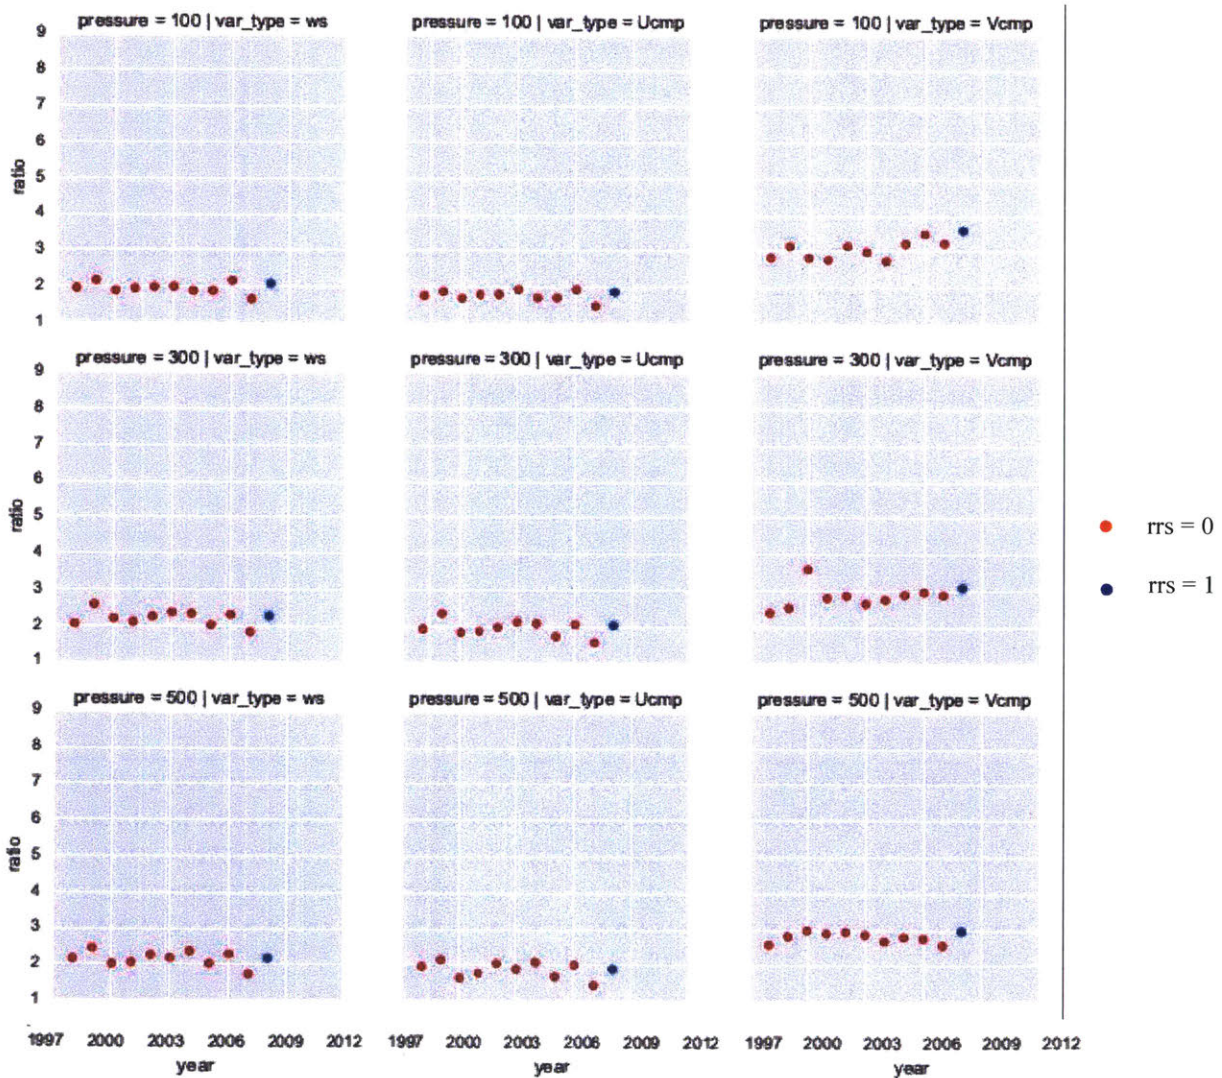 pressure = 100 | var_type = ws
pressure = 100 | var_type = Ucmp
pressure = 100 | var_type = Vcmp
9
8
7
6
5
4
3
2
1
ratio
pressure = 300 | var_type = ws
pressure = 300 | var_type = Ucmp
pressure = 300 | var_type = Vcmp
9
8
7
6
5
4
3
2
1
ratio
rrs = 0
rrs = 1
pressure = 500 | var_type = ws
pressure = 500 | var_type = Ucmp
pressure = 500 | var_type = Vcmp
9
8
7
6
5
4
3
2
1
ratio
1997 2000 2003 2006 2009 2012
1997 2000 2003 2006 2009 2012
1997 2000 2003 2006 2009 2012
year
year
year